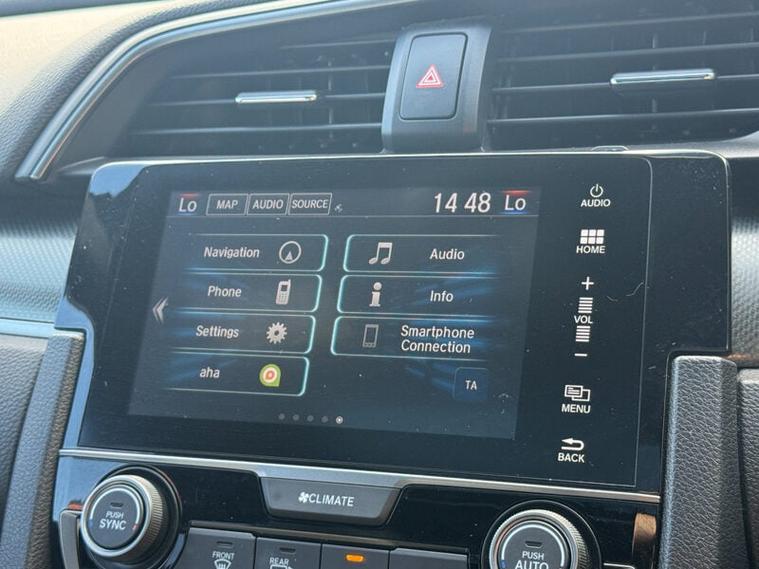 AUDIO
Lo MAP AUDIO SOURCE 14 48 Lo
HOME
Navigation Audio
Phone Info
+
VOL
−
Settings Smartphone
Connection
aha TA
MENU
BACK
CLIMATE
PUSH
SYNC
FRONT
REAR
PUSH
AUTO